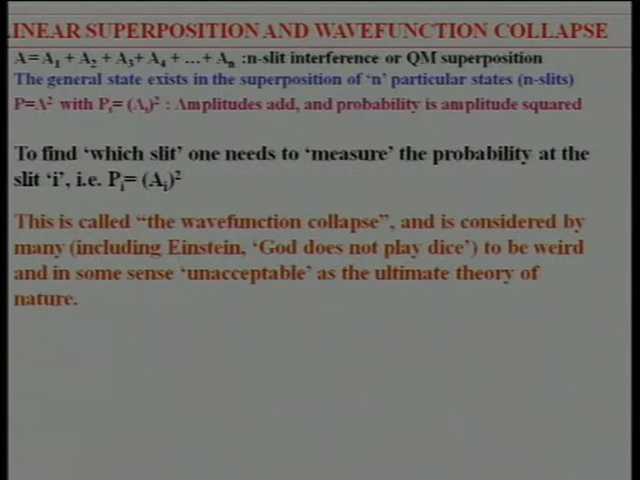 LINEAR SUPERPOSITION AND WAVEFUNCTION COLLAPSE
A= A₁ + A₂ + A₃+ A₄ + ...+ Aₙ :n-slit interference or QM superposition
The general state exists in the superposition of ‘n’ particular states (n-slits)
P=A² with Pᵢ= (Aᵢ)² : Amplitudes add, and probability is amplitude squared
To find ‘which slit’ one needs to ‘measure’ the probability at the
slit ‘i’, i.e. Pᵢ= (Aᵢ)²
This is called “the wavefunction collapse”, and is considered by
many (including Einstein, ‘God does not play dice’) to be weird
and in some sense ‘unacceptable’ as the ultimate theory of
nature.